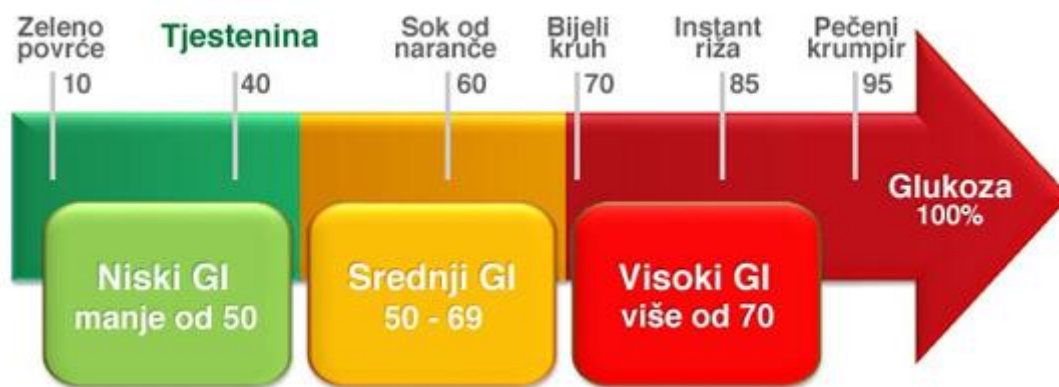 Zeleno
povrće
10
Tjestenina
40
Sok od
naranče
60
Bijeli
kruh
70
Instant
riža
85
Pečeni
krumpir
95
Glukoza
100%
Niski GI
manje od 50
Srednji GI
50 - 69
Visoki GI
više od 70